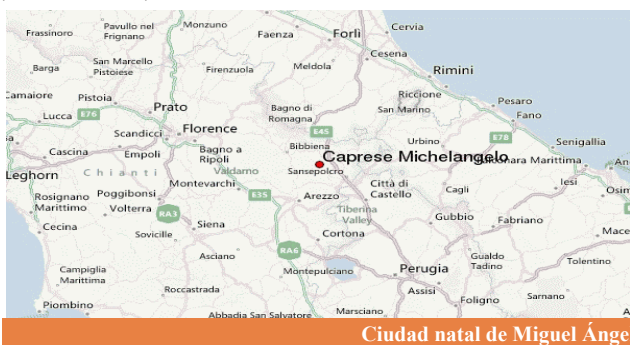 Frassinoro
Pavullo nel
Frignano
Monzuno
Faenza
Forlì
Cervia
Cesena
Barga
San Marcello
Pistoiese
Firenzuola
Meldola
Rimini
Riccione
Camaiore
Pistoia
Prato
Bagno di
Romagna
San Marino
Pesaro
Fano
Lucca
E76
Scandicci
Florence
E45
Urbino
E78
Senigallia
Cascina
Empoli
Bagno a
Ripoli
Bibbiena
Caprese Michelangelo
Marittima
Leghorn
Chianti
Valdarno
Sansepolcro
Iesi
Rosignano
Marittimo
Poggibonsi
Montevarchi
E35
Arezzo
Città di
Castello
Cagli
Volterra
RA3
Tiberina
Valley
Cecina
Sovicille
Siena
Cortona
Gubbio
Fabriano
Asciano
RA6
Campiglia
Marittima
Montepulciano
Perugia
Gualdo
Tadino
Tolentino
Roccastrada
Assisi
Piombino
Abbadia San Salvatore
Marsciano
Foligno
Sarnano
Ciudad natal de Miguel Ánge